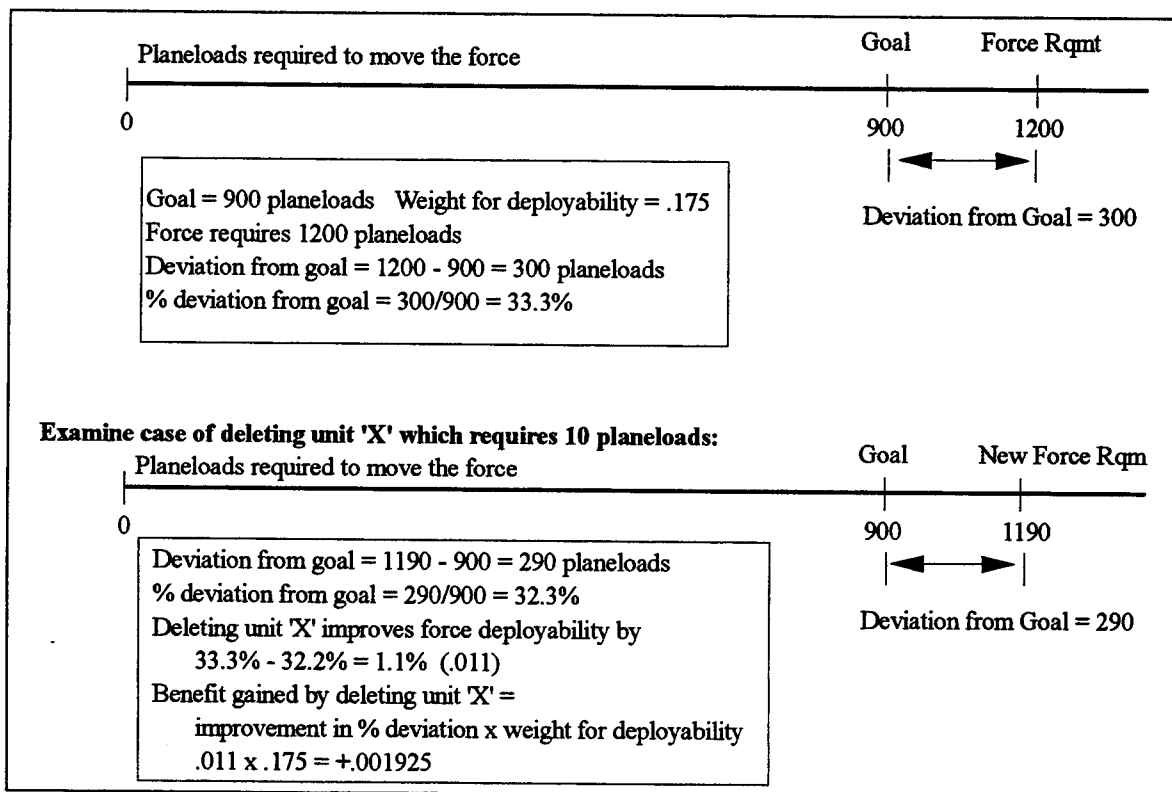 Goal Force Rqmt
Planeloads required to move the force
0 900 1200
Deviation from Goal = 300
Goal = 900 planeloads Weight for deployability = .175
Force requires 1200 planeloads
Deviation from goal = 1200 - 900 = 300 planeloads
% deviation from goal = 300/900 = 33.3%
Examine case of deleting unit 'X' which requires 10 planeloads:
Goal New Force Rqm
Planeloads required to move the force
0 900 1190
Deviation from Goal = 290
Deviation from goal = 1190 - 900 = 290 planeloads
% deviation from goal = 290/900 = 32.3%
Deleting unit 'X' improves force deployability by
33.3% - 32.2% = 1.1% (.011)
Benefit gained by deleting unit 'X' =
improvement in % deviation x weight for deployability
.011 x .175 = +.001925